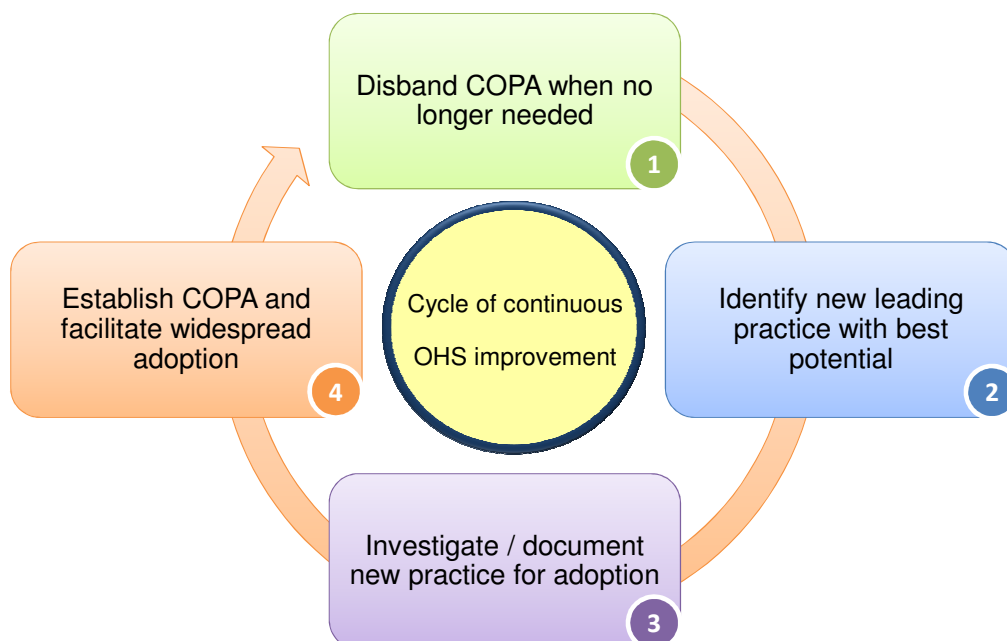 Disband COPA when no
longer needed
1
Identify new leading
practice with best
potential
2
Investigate / document
new practice for adoption
3
Establish COPA and
facilitate widespread
adoption
4
Cycle of continuous
OHS improvement